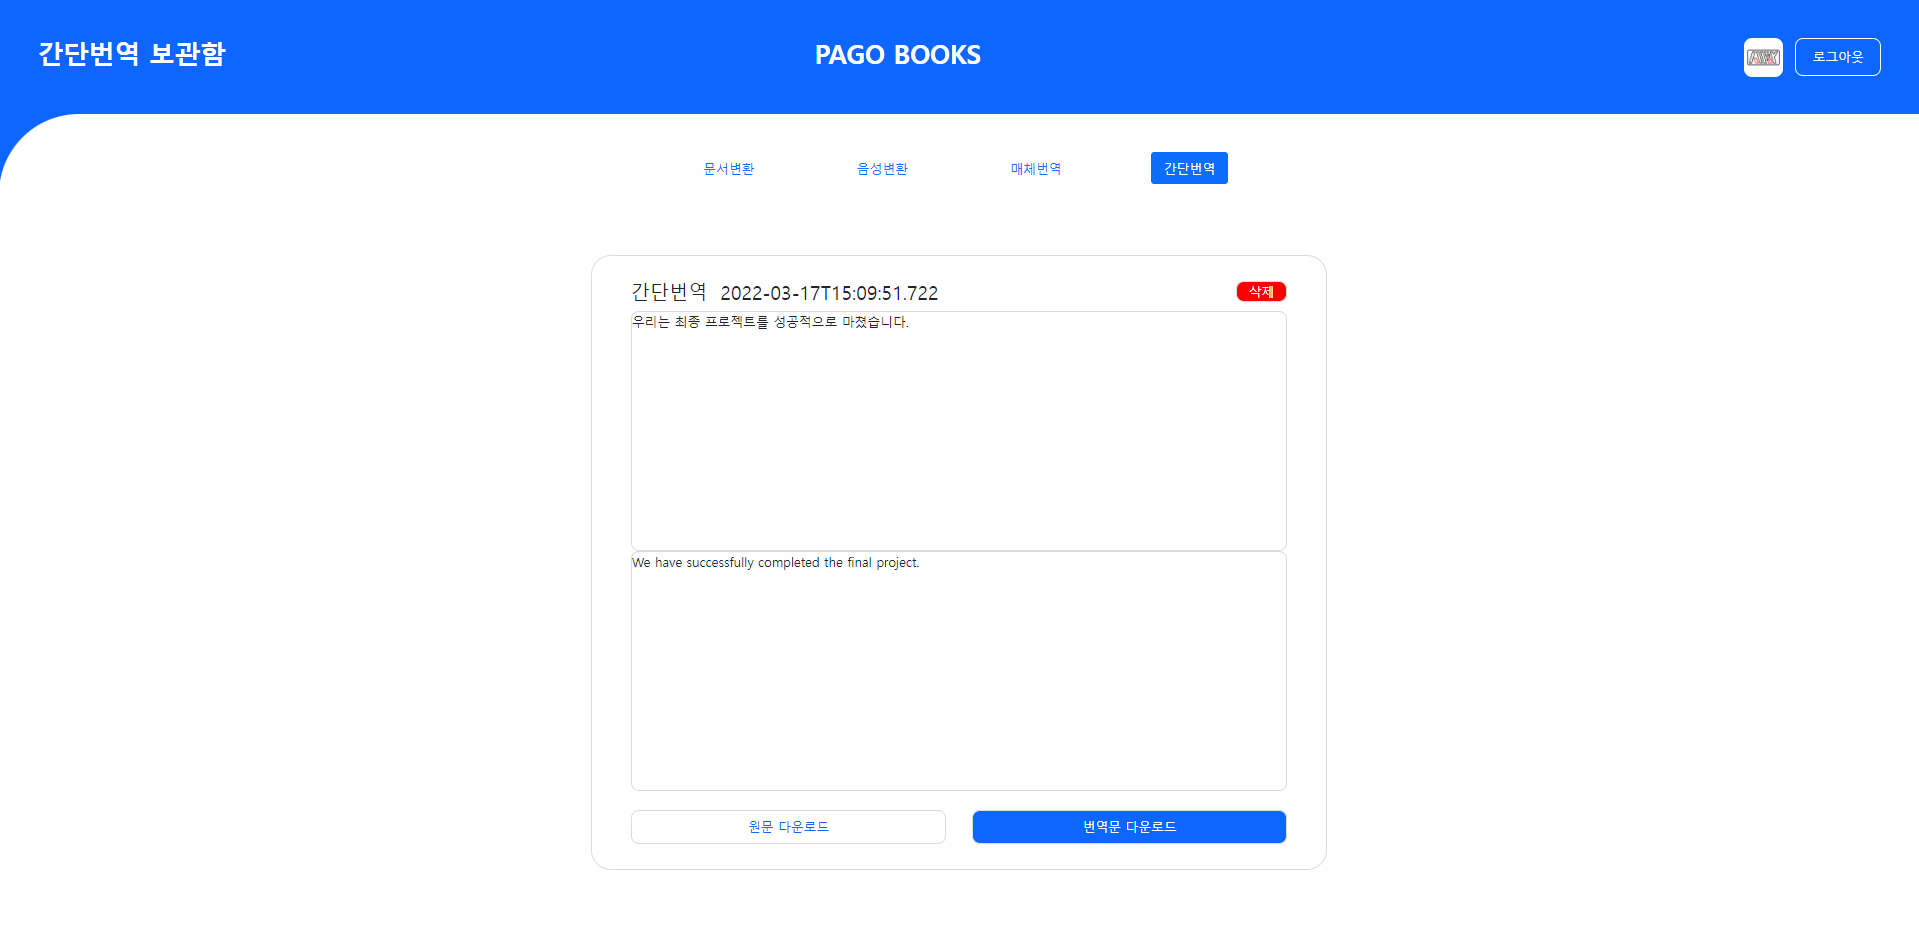 간단번역 보관함
PAGO BOOKS
로그아웃
문서변환
음성변환
매체번역
간단번역
간단번역 2022-03-17T15:09:51.722
삭제
우리는 최종 프로젝트를 성공적으로 마쳤습니다.
We have successfully completed the final project.
원문 다운로드
번역문 다운로드